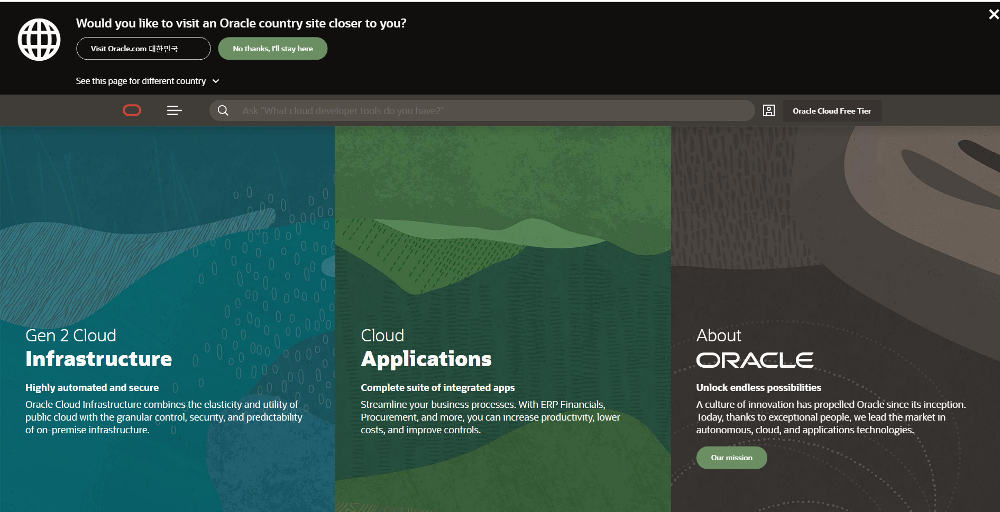 Would you like to visit an Oracle country site closer to you?
Visit Oracle.com 대한민국
No thanks, I'll stay here
See this page for different country
Ask "What cloud developer tools do you have?"
Oracle Cloud Free Tier
Gen 2 Cloud
Infrastructure
Highly automated and secure
Oracle Cloud Infrastructure combines the elasticity and utility of
public cloud with the granular control, security, and predictability
of on-premise infrastructure.
Cloud
Applications
Complete suite of integrated apps
Streamline your business processes. With ERP Financials,
Procurement, and more, you can increase productivity, lower
costs, and improve controls.
About
ORACLE
Unlock endless possibilities
A culture of innovation has propelled Oracle since its inception.
Today, thanks to exceptional people, we lead the market in
autonomous, cloud, and applications technologies.
Our mission